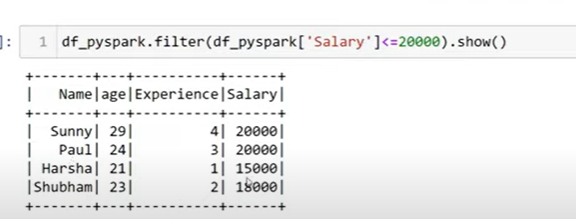 ]: 1 df_pyspark.filter(df_pyspark['Salary']<=20000).show()
+-------+---+----------+------+
|   Name|age|Experience|Salary|
+-------+---+----------+------+
|  Sunny| 29|         4| 20000|
|   Paul| 24|         3| 20000|
| Harsha| 21|         1| 15000|
|Shubham| 23|         2| 18000|
+-------+---+----------+------+